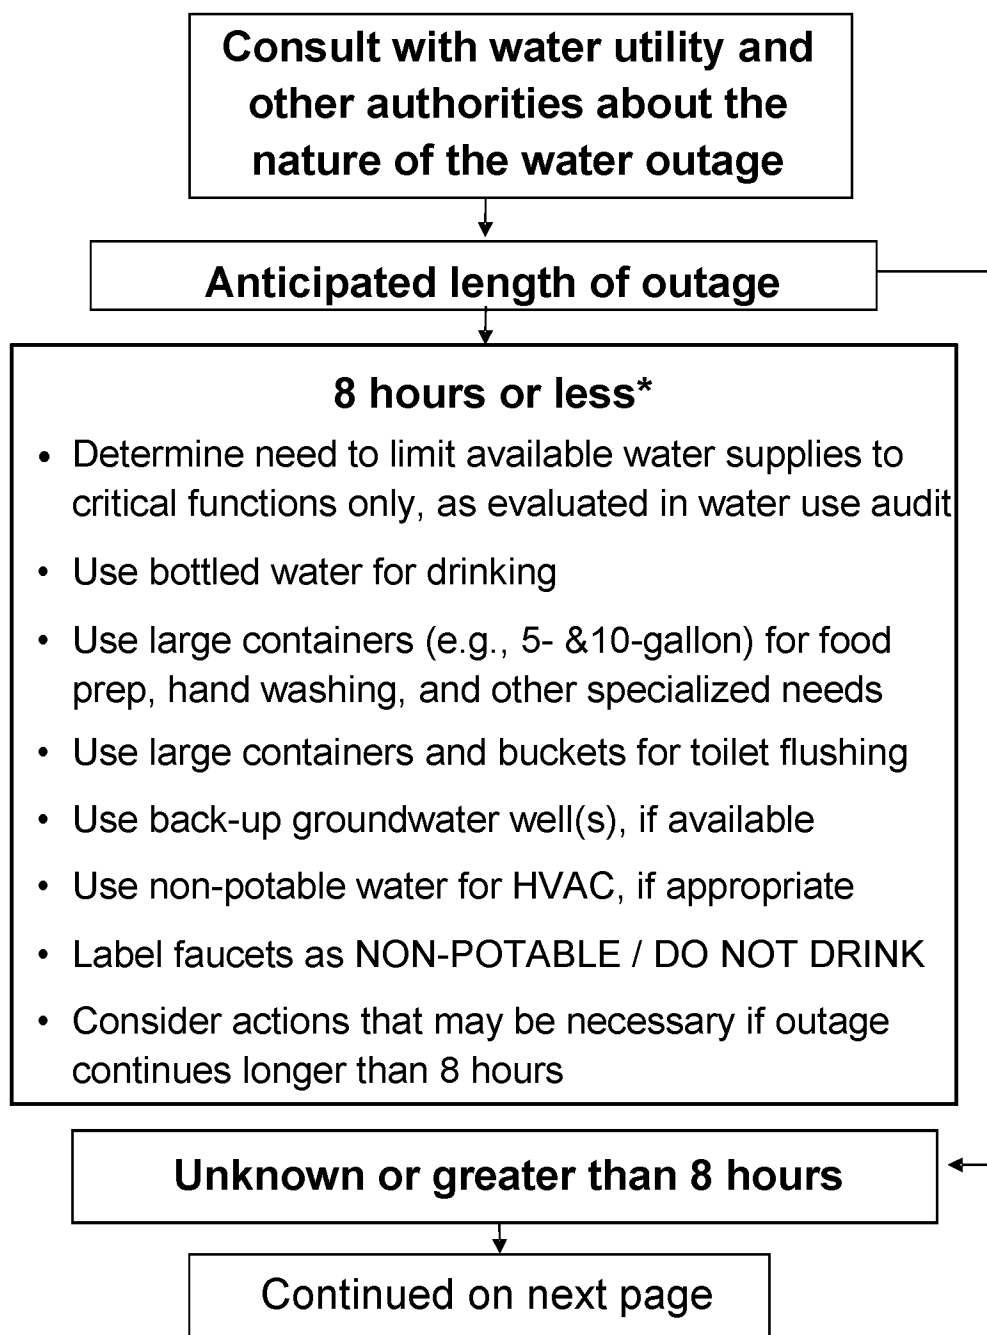 Consult with water utility and
other authorities about the
nature of the water outage
Anticipated length of outage
8 hours or less*
• Determine need to limit available water supplies to
critical functions only, as evaluated in water use audit
• Use bottled water for drinking
• Use large containers (e.g., 5- &10-gallon) for food
prep, hand washing, and other specialized needs
• Use large containers and buckets for toilet flushing
• Use back-up groundwater well(s), if available
• Use non-potable water for HVAC, if appropriate
• Label faucets as NON-POTABLE / DO NOT DRINK
• Consider actions that may be necessary if outage
continues longer than 8 hours
Unknown or greater than 8 hours
Continued on next page